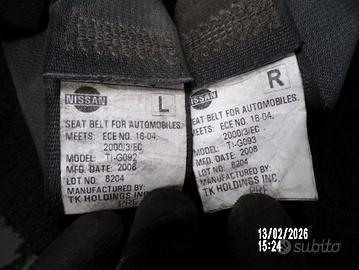 NISSAN
L
SEAT BELT FOR AUTOMOBILES.
MEETS: ECE NO. 16-04,
2000/3/EC
MODEL: TI-G092
MFG. DATE: 2008
LOT NO. 8204
MANUFACTURED BY:
TK HOLDINGS INC.
PRE
NISSAN
R
SEAT BELT FOR AUTOMOBILES.
MEETS: ECE NO. 16-04,
2000/3/EC
MODEL: TI-G093
MFG. DATE: 2008
LOT NO. 8204
MANUFACTURED BY:
TK HOLDINGS INC.
PRE
13/02/2026
15:24
subito